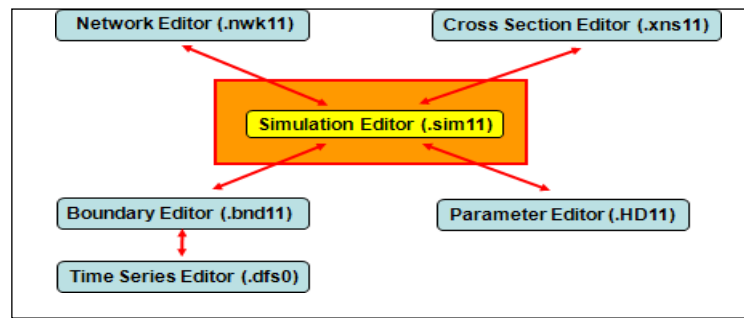 Network Editor (.nwk11)
Cross Section Editor (.xns11)
Simulation Editor (.sim11)
Boundary Editor (.bnd11)
Parameter Editor (.HD11)
Time Series Editor (.dfs0)